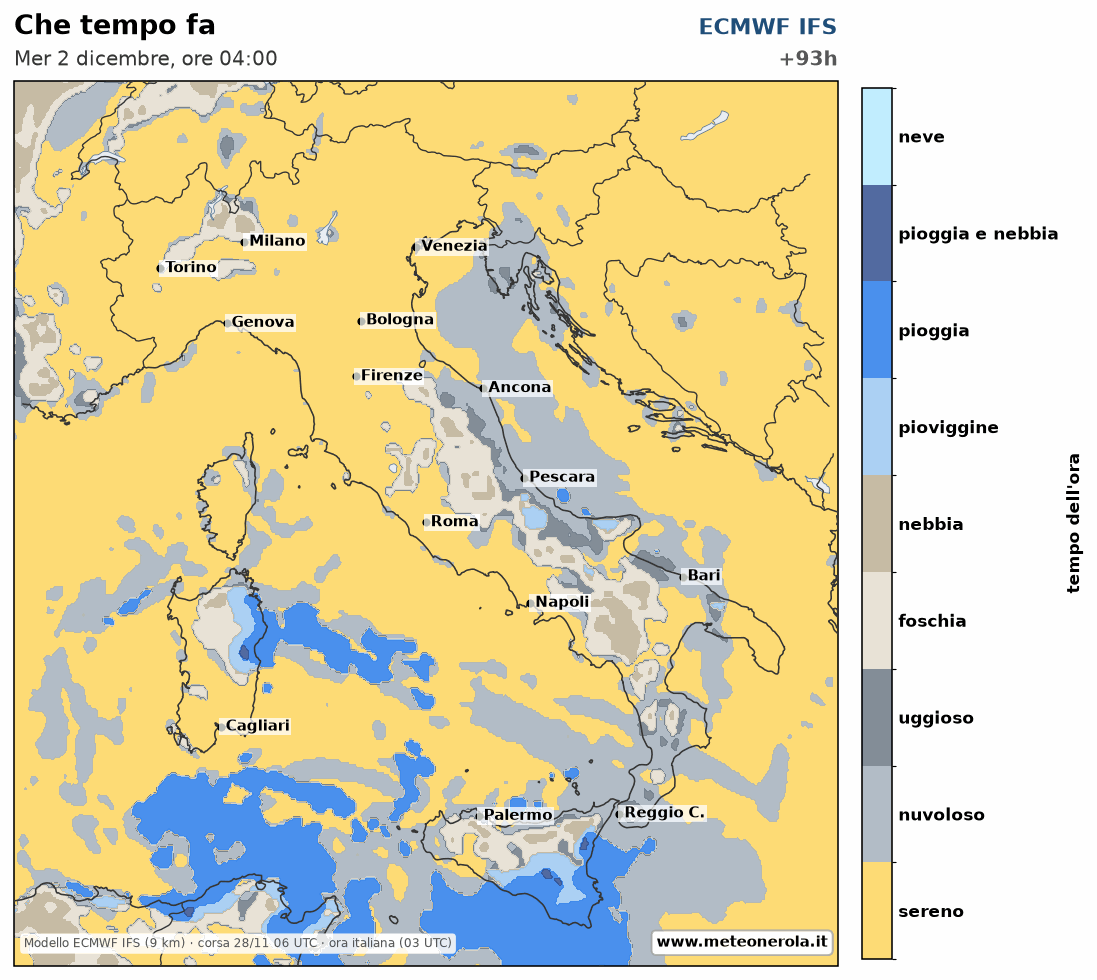 Che tempo fa
ECMWF IFS
Mer 2 dicembre, ore 04:00
+93h
neve
pioggia e nebbia
pioggia
pioviggine
nebbia
foschia
uggioso
nuvoloso
sereno
tempo dell'ora
Milano
Venezia
Torino
Genova
Bologna
Firenze
Ancona
Pescara
Roma
Bari
Napoli
Cagliari
Palermo
Reggio C.
Modello ECMWF IFS (9 km) · corsa 28/11 06 UTC · ora italiana (03 UTC)
www.meteonerola.it